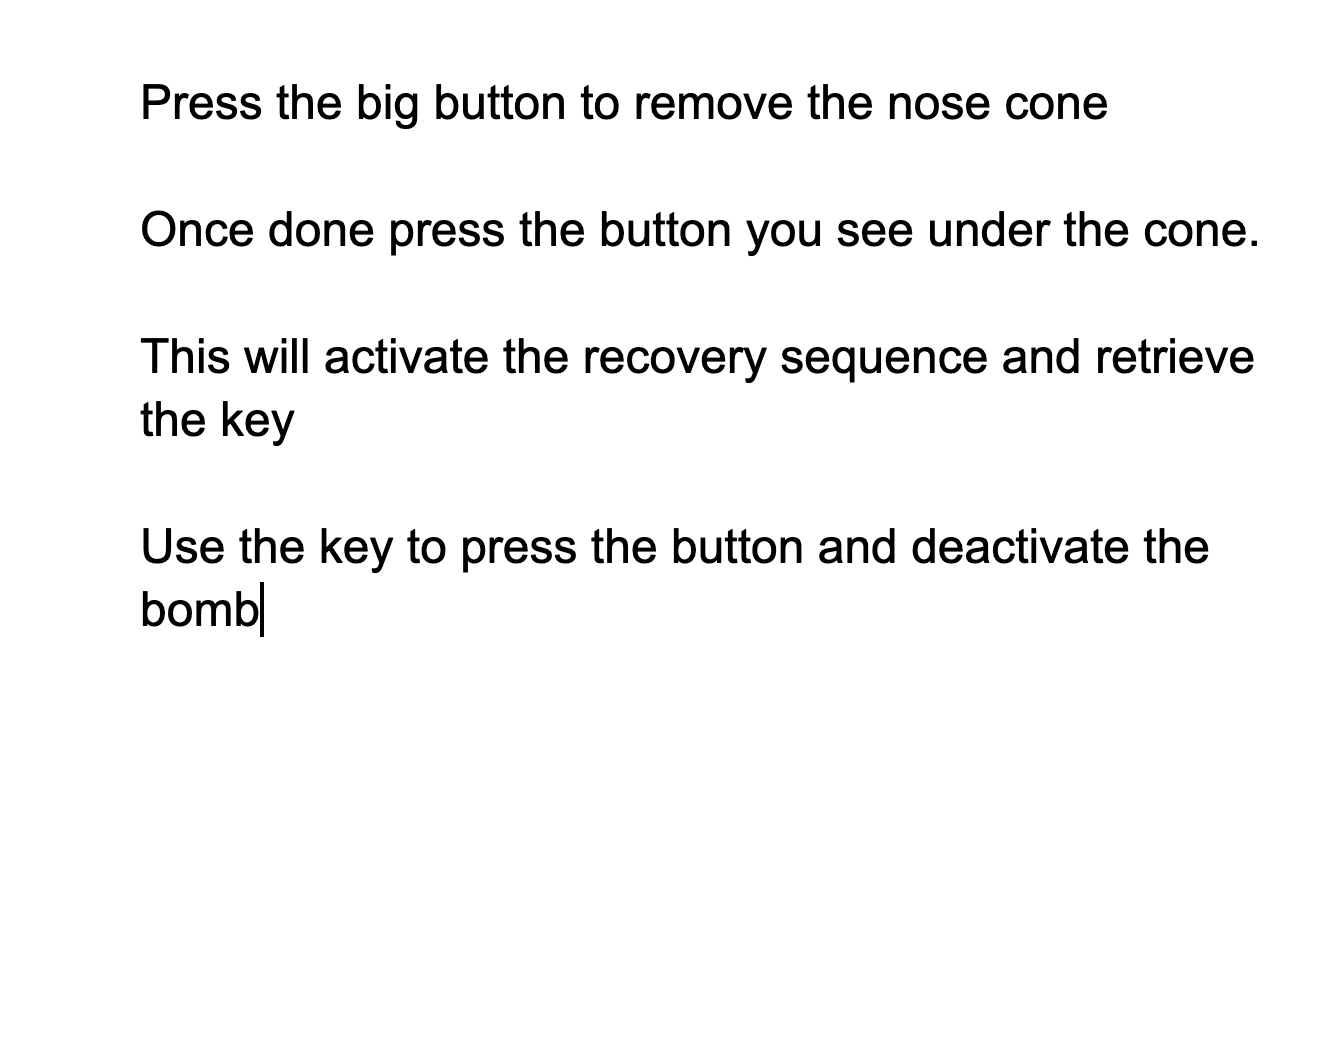 Press the big button to remove the nose cone
Once done press the button you see under the cone.
This will activate the recovery sequence and retrieve
the key
Use the key to press the button and deactivate the
bomb